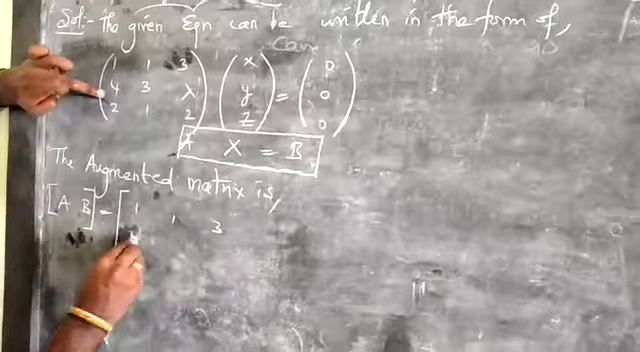 Sol:- The given Eqn can be written in the form of,
( 1 1 3 ) ( x ) ( 0 )
( 4 3 λ ) ( y ) = ( 0 )
( 2 1 2 ) ( z ) ( 0 )
A X = B,
The Augmented matrix is,
[A B] = [ 1 1 3